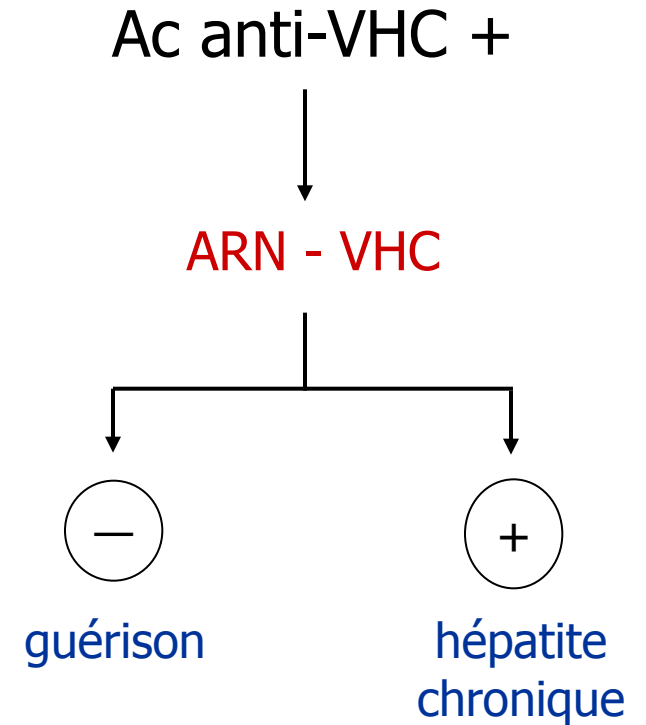 Ac anti-VHC +
ARN - VHC
– +
guérison hépatite
chronique